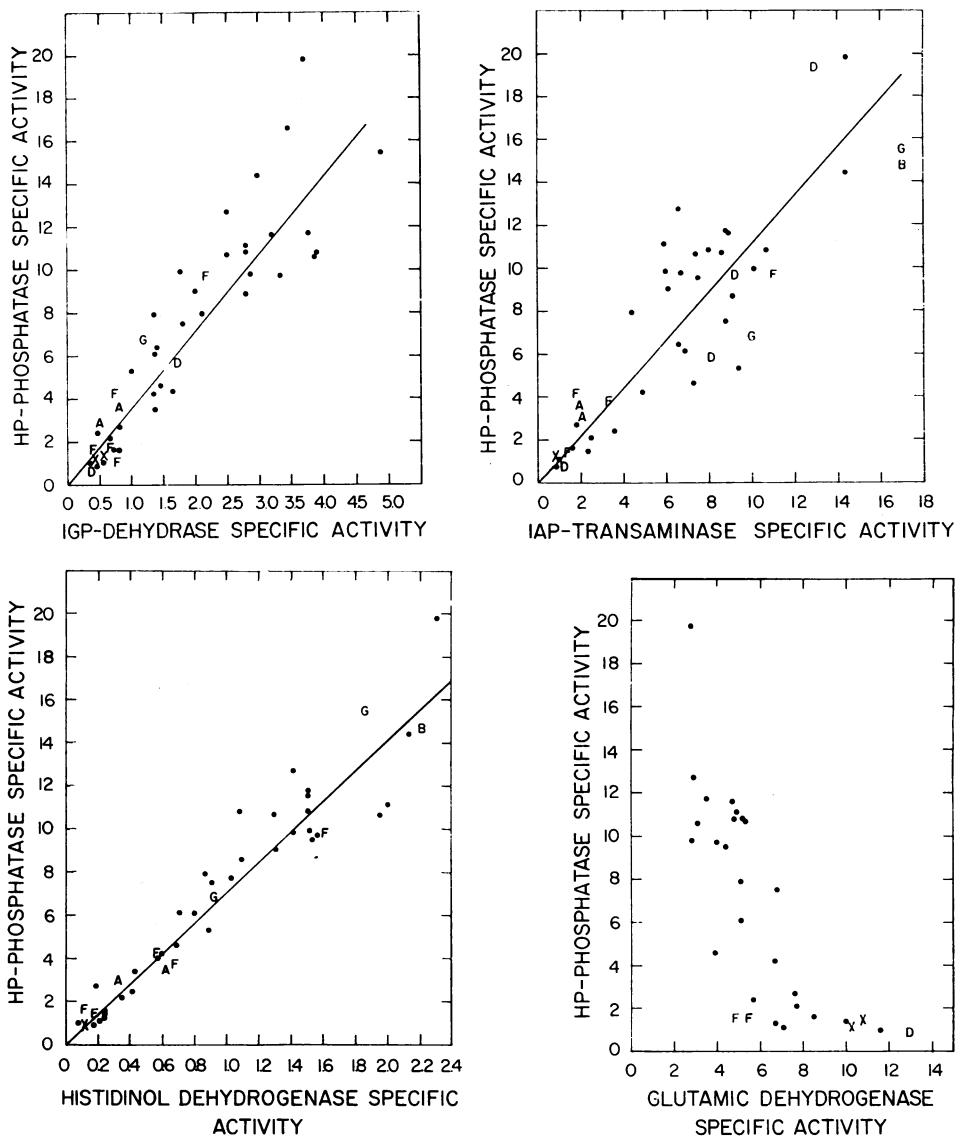 HP-PHOSPHATASE SPECIFIC ACTIVITY
20
18
16
14
12
10
8
6
4
2
0
F
G
D
F
A
A
F
F
X
X
F
D
0 0.5 1.0 1.5 2.0 2.5 3.0 3.5 4.0 4.5 5.0
IGP-DEHYDRASE SPECIFIC ACTIVITY
HP-PHOSPHATASE SPECIFIC ACTIVITY
20
18
16
14
12
10
8
6
4
2
0
D
G
B
D
F
G
D
F
A
F
A
F
X
D
0 2 4 6 8 10 12 14 16 18
IAP-TRANSAMINASE SPECIFIC ACTIVITY
HP-PHOSPHATASE SPECIFIC ACTIVITY
20
18
16
14
12
10
8
6
4
2
0
G
B
F
G
F
A
F
A
F
F
X
0 0.2 0.4 0.6 0.8 1.0 1.2 1.4 1.6 1.8 2.0 2.2 2.4
HISTIDINOL DEHYDROGENASE SPECIFIC
ACTIVITY
HP-PHOSPHATASE SPECIFIC ACTIVITY
20
18
16
14
12
10
8
6
4
2
0
F F X
X D
0 2 4 6 8 10 12 14
GLUTAMIC DEHYDROGENASE
SPECIFIC ACTIVITY